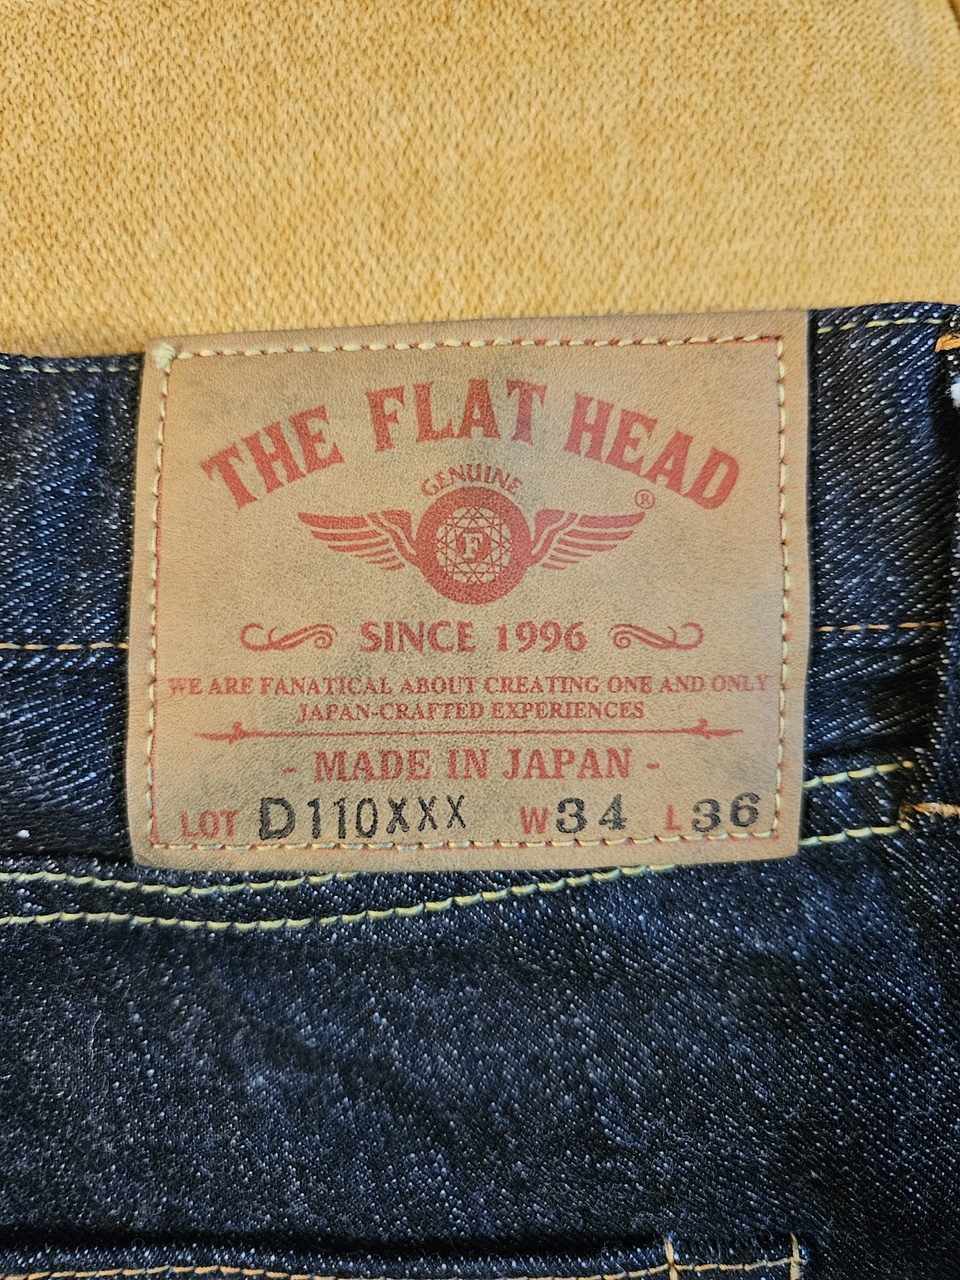 THE FLAT HEAD
GENUINE
®
F
SINCE 1996
WE ARE FANATICAL ABOUT CREATING ONE AND ONLY
JAPAN-CRAFTED EXPERIENCES
- MADE IN JAPAN -
LOT D110XXX W34 L36